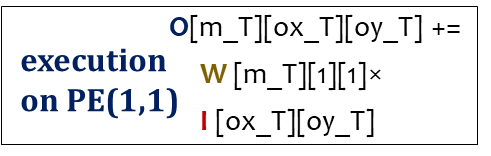 execution
on PE(1,1)
O[m_T][ox_T][oy_T] +=
W [m_T][1][1]×
I [ox_T][oy_T]